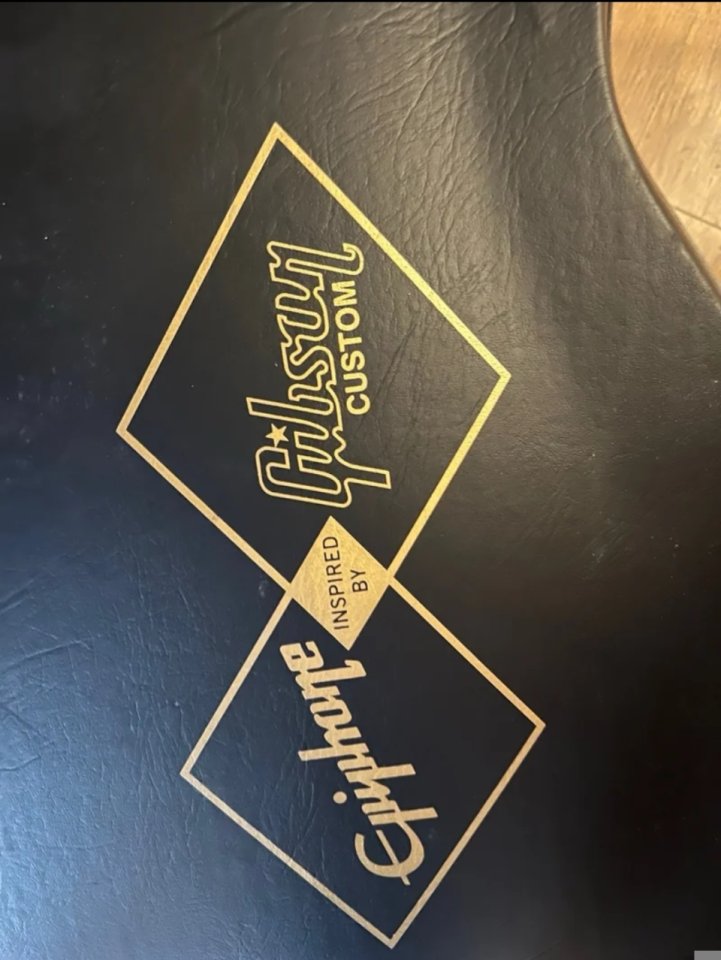 Epiphone
INSPIRED
BY
Gibson
CUSTOM